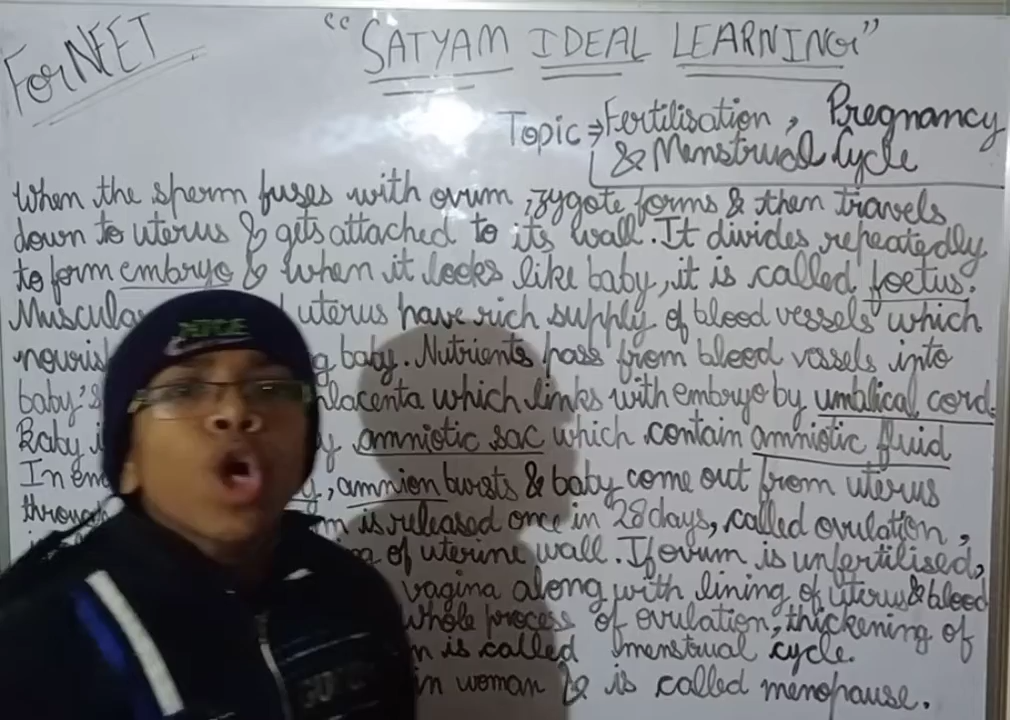 For NEET
“SATYAM IDEAL LEARNING”
Topic ⇒ Fertilisation, Pregnancy
& Menstrual Cycle
When the sperm fuses with ovum, zygote forms & then travels
down to uterus & gets attached to its wall. It divides repeatedly
to form embryo & when it looks like baby, it is called foetus.
uterus have rich supply of blood vessels which
baby. Nutrients pass from blood vessels into
baby's placenta which links with embryo by umbilical cord.
Baby amniotic sac which contain amniotic fluid
In , amnion bursts & baby come out from uterus
through is released once in 28 days, called ovulation,
of uterine wall. If ovum is unfertilised,
vagina along with lining of uterus & blood
whole process of ovulation, thickening of
is called menstrual cycle.
in woman & is called menopause.